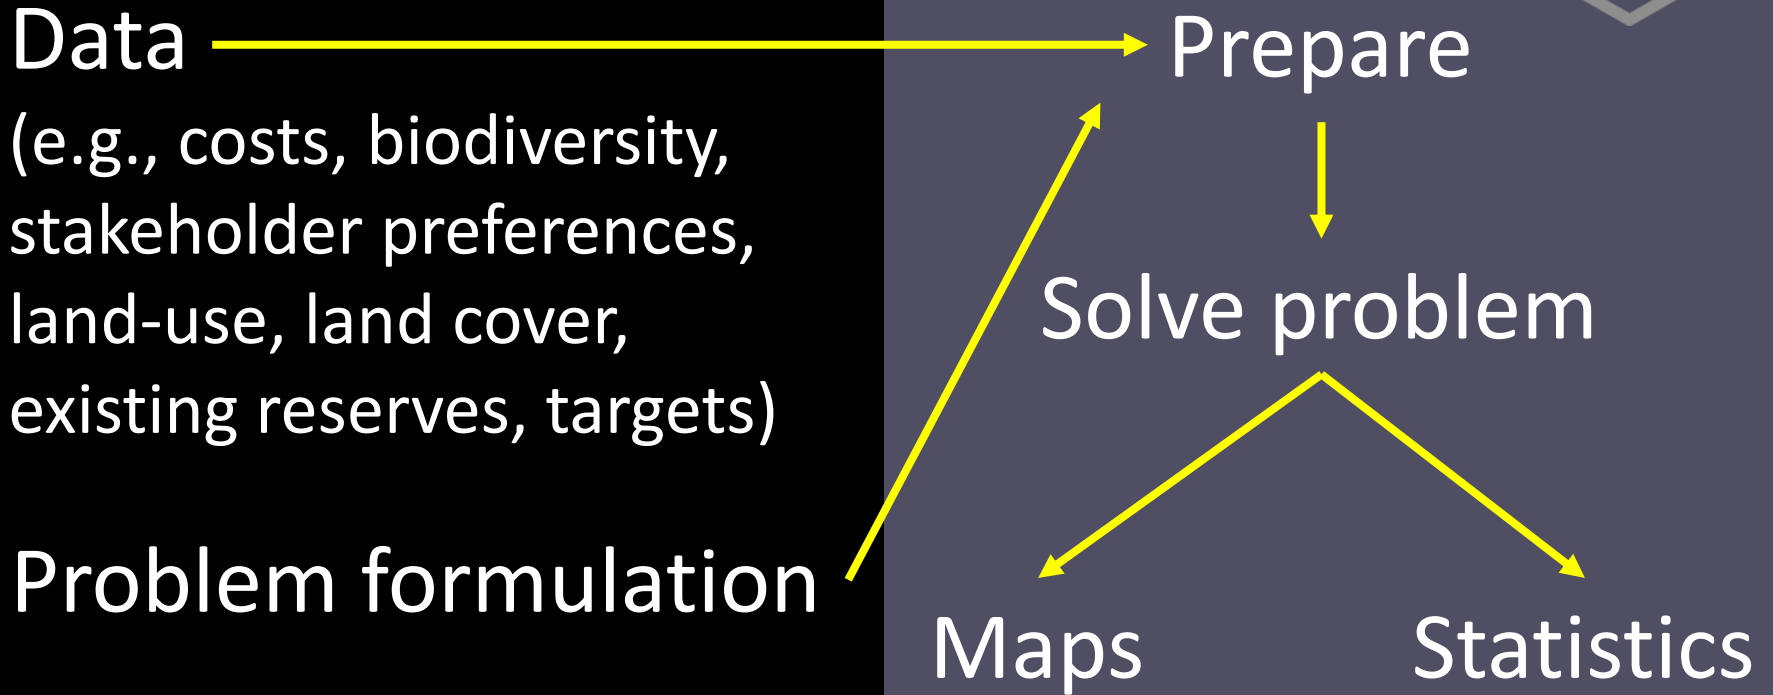 Data
(e.g., costs, biodiversity,
stakeholder preferences,
land-use, land cover,
existing reserves, targets)
Problem formulation
Prepare
Solve problem
Maps
Statistics